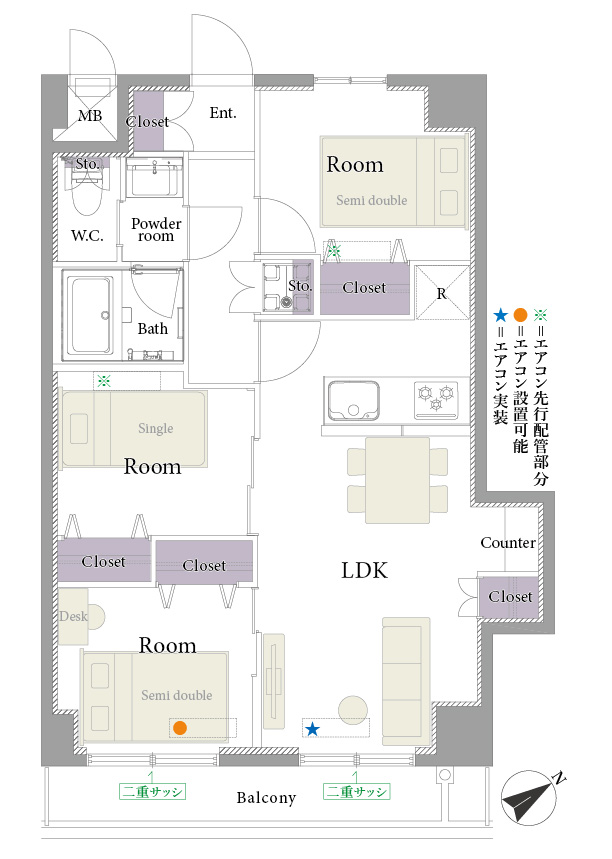 MB
Closet
Ent.
Sto.
W.C.
Powder
room
Room
Semi double
Sto.
Closet
R
Bath
※=エアコン先行配管部分
●=エアコン設置可能
★=エアコン実装
Single
Room
Closet
Closet
LDK
Counter
Closet
Desk
Room
Semi double
二重サッシ
二重サッシ
Balcony
N